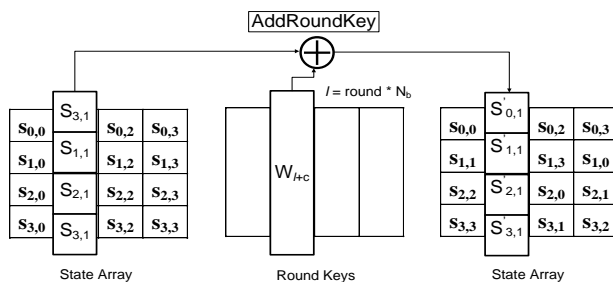 AddRoundKey
l = round * Nb
S3,1
S0,0 S0,2 S0,3
S1,1
S1,0 S1,2 S1,3
S2,0 S2,1 S2,2 S2,3
S3,0 S3,1 S3,2 S3,3
State Array
Wl+c
Round Keys
S'0,1
S0,0 S0,2 S0,3
S'1,1
S1,1 S1,3 S1,0
S2,2 S'2,1 S2,0 S2,1
S3,3 S'3,1 S3,1 S3,2
State Array